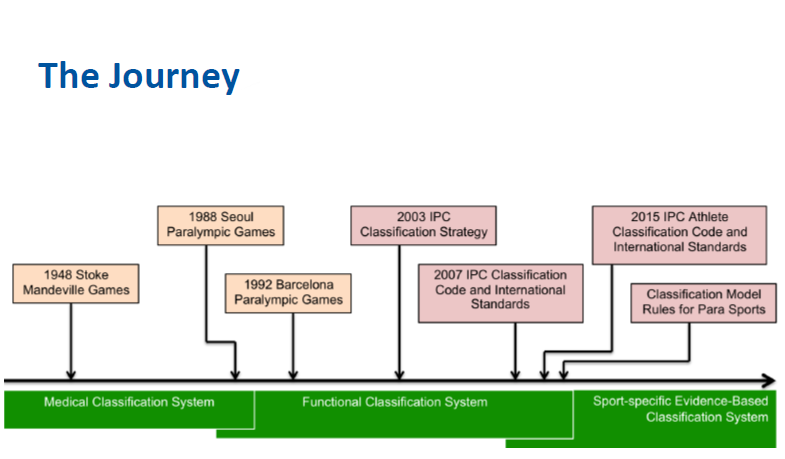 The Journey
1988 Seoul
Paralympic Games
2003 IPC
Classification Strategy
2015 IPC Athlete
Classification Code and
International Standards
1948 Stoke
Mandeville Games
1992 Barcelona
Paralympic Games
2007 IPC Classification
Code and International
Standards
Classification Model
Rules for Para Sports
Medical Classification System
Functional Classification System
Sport-specific Evidence-Based
Classification System